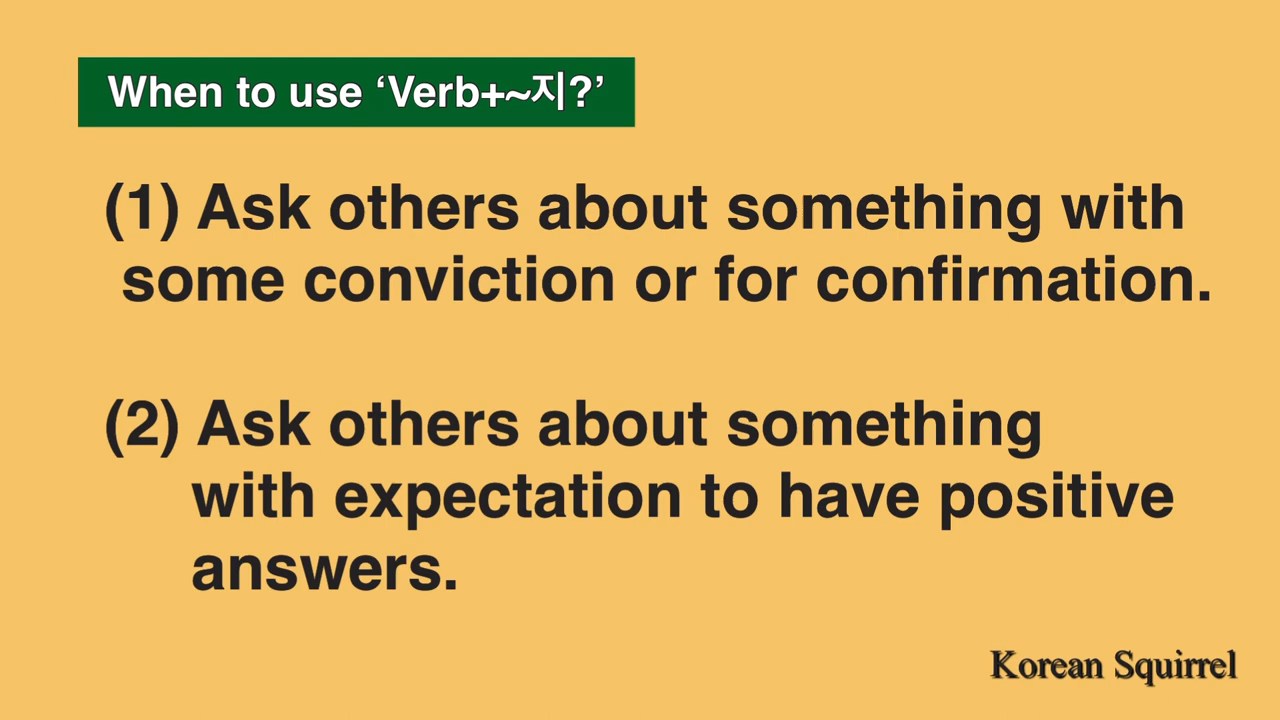 When to use ‘Verb+~지?’
(1) Ask others about something with
some conviction or for confirmation.
(2) Ask others about something
with expectation to have positive
answers.
Korean Squirrel